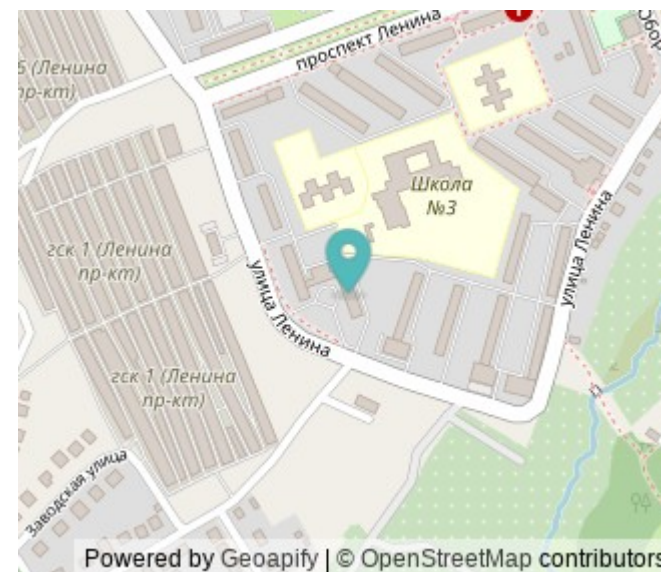 проспект Ленина
5 (Ленина
пр-кт)
Школа
№3
гск 1 (Ленина
пр-кт)
улица Ленина
улица Ленина
гск 1 (Ленина
пр-кт)
Заводская улица
Powered by Geoapify | © OpenStreetMap contributors